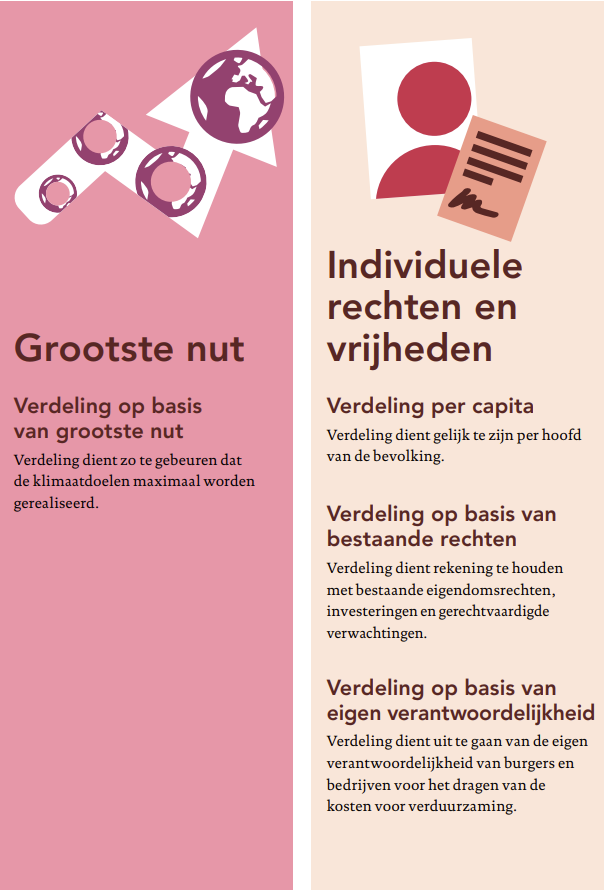 Grootste nut
Verdeling op basis
van grootste nut
Verdeling dient zo te gebeuren dat
de klimaatdoelen maximaal worden
gerealiseerd.
Individuele
rechten en
vrijheden
Verdeling per capita
Verdeling dient gelijk te zijn per hoofd
van de bevolking.
Verdeling op basis van
bestaande rechten
Verdeling dient rekening te houden
met bestaande eigendomsrechten,
investeringen en gerechtvaardigde
verwachtingen.
Verdeling op basis van
eigen verantwoordelijkheid
Verdeling dient uit te gaan van de eigen
verantwoordelijkheid van burgers en
bedrijven voor het dragen van de
kosten voor verduurzaming.